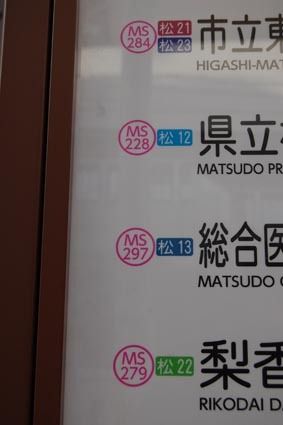 MS 284 松21 松23 市立東
HIGASHI-MAT
MS 228 松12 県立
MATSUDO PR
MS 297 松13 総合医
MATSUDO
MS 279 松22 梨香
RIKODAI D